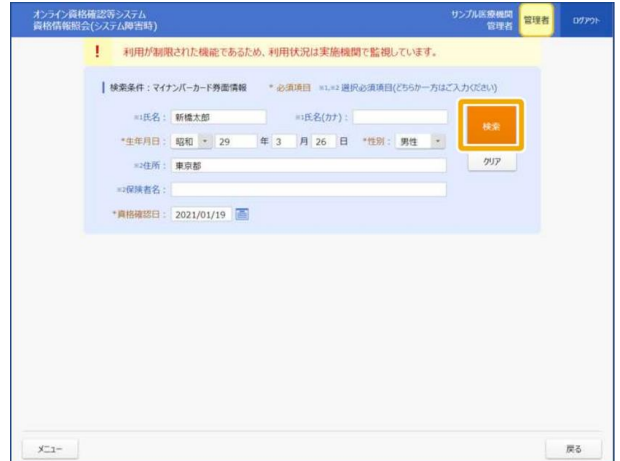 オンライン資格確認等システム
資格情報照会(システム障害時)
サンプル医療機関
管理者
管理者
ログアウト
! 利用が制限された機能であるため、利用状況は実施機関で監視しています。
検索条件:マイナンバーカード券面情報 * 必須項目 ※1,※2 選択必須項目(どちらか一方はご入力ください)
※1氏名: 新橋太郎 ※1氏名(カナ):
検索
*生年月日: 昭和 29 年 3 月 26 日 *性別: 男性
※2住所: 東京都
クリア
※2保険者名:
*資格確認日: 2021/01/19
メニュー 戻る